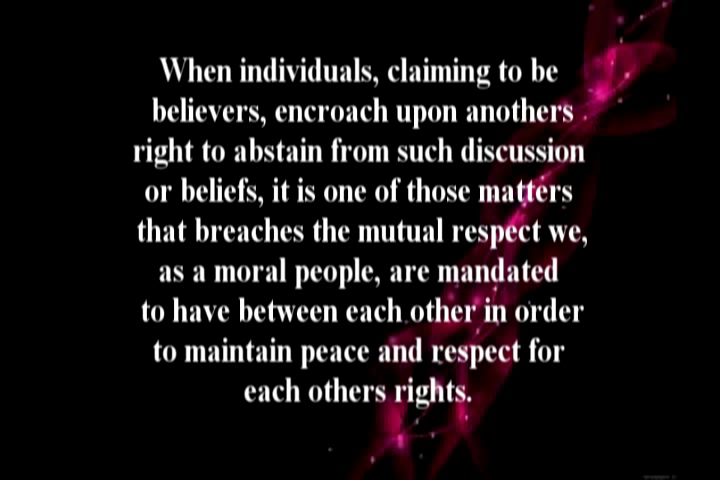 When individuals, claiming to be
believers, encroach upon anothers
right to abstain from such discussion
or beliefs, it is one of those matters
that breaches the mutual respect we,
as a moral people, are mandated
to have between each other in order
to maintain peace and respect for
each others rights.